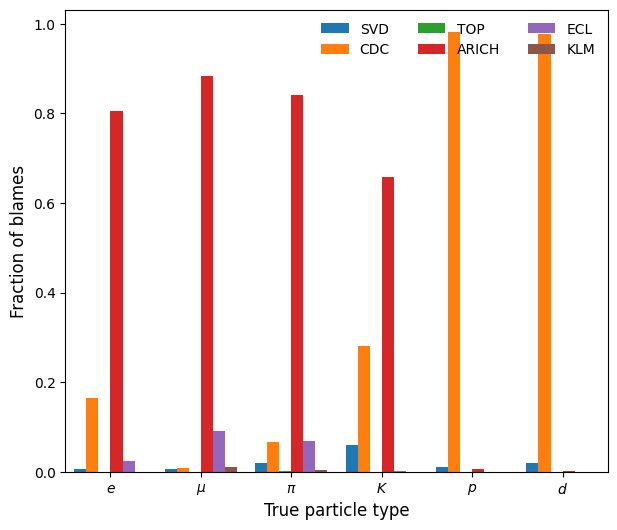 1.0
0.8
0.6
0.4
0.2
0.0
Fraction of blames
SVD TOP ECL
CDC ARICH KLM
e μ π K p d
True particle type